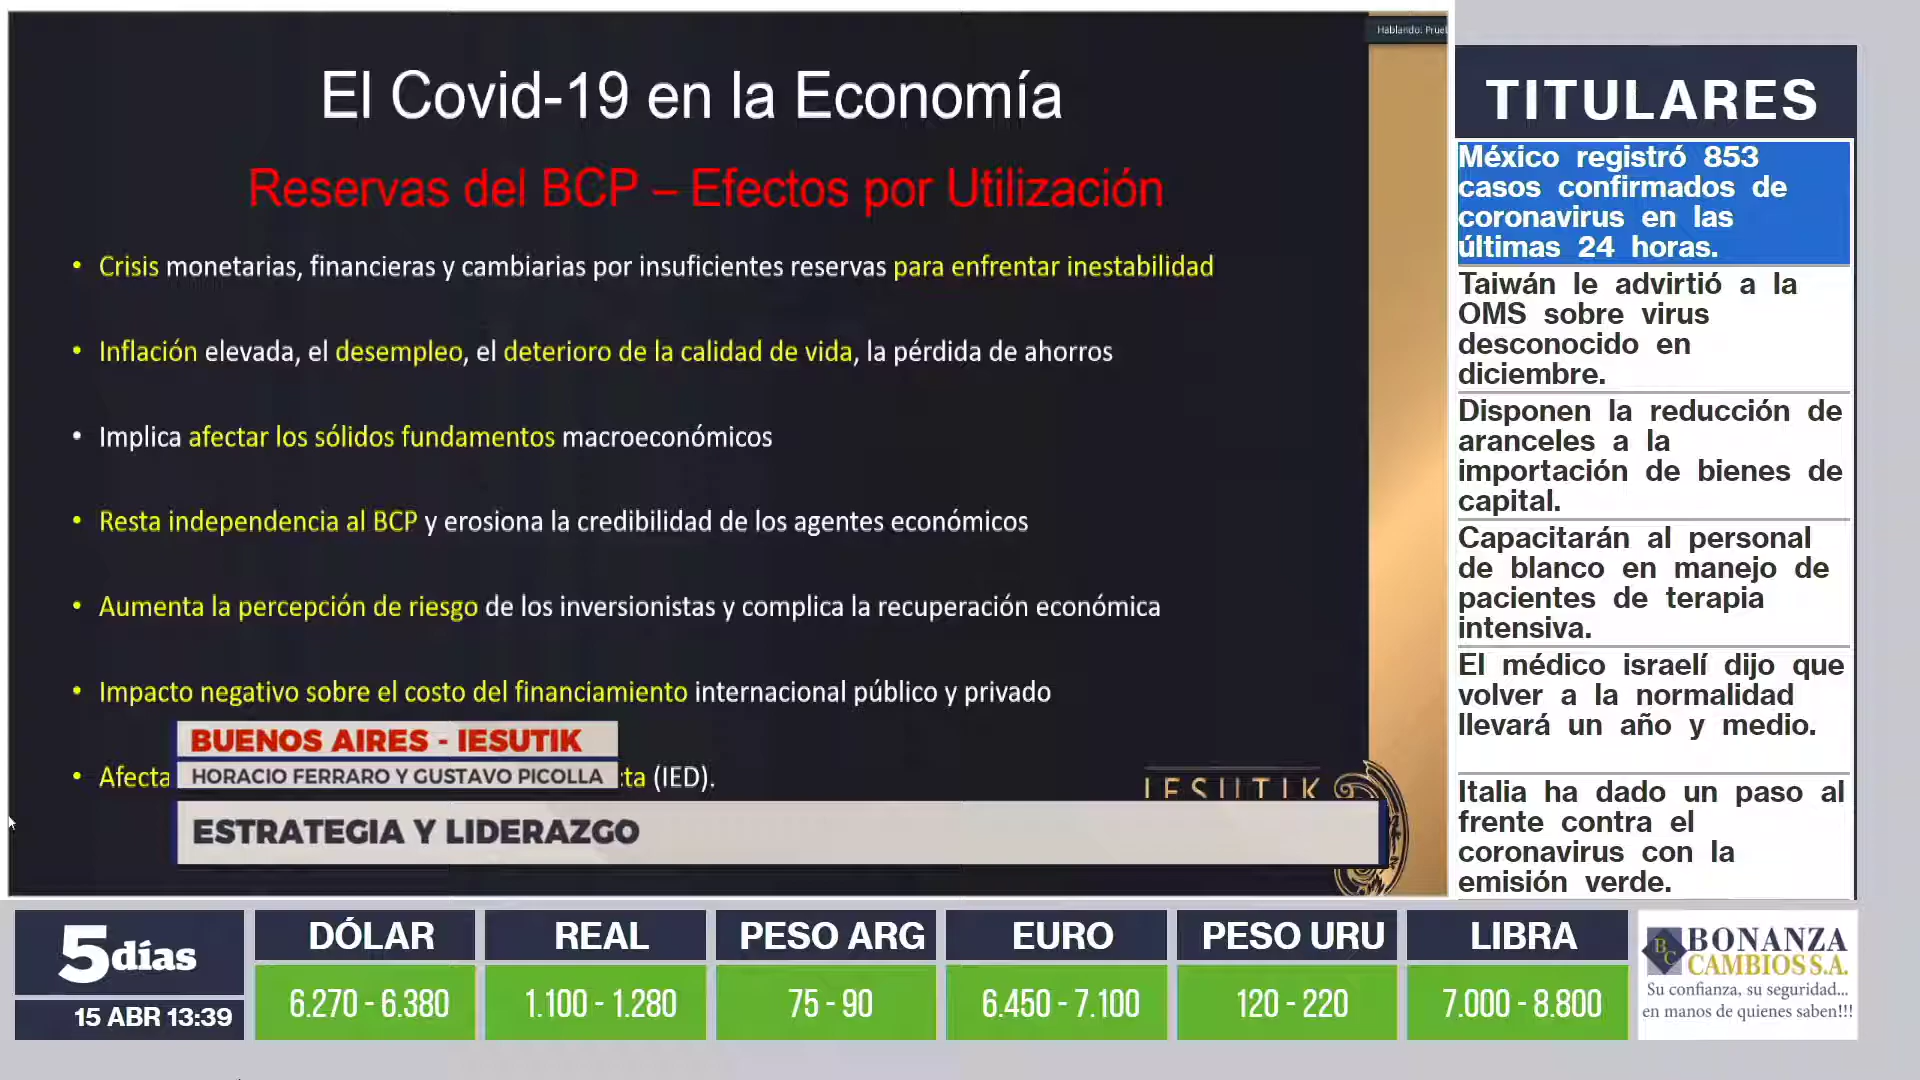 Hablando:
El Covid-19 en la Economía
Reservas del BCP – Efectos por Utilización
• Crisis monetarias, financieras y cambiarias por insuficientes reservas para enfrentar inestabilidad
• Inflación elevada, el desempleo, el deterioro de la calidad de vida, la pérdida de ahorros
• Implica afectar los sólidos fundamentos macroeconómicos
• Resta independencia al BCP y erosiona la credibilidad de los agentes económicos
• Aumenta la percepción de riesgo de los inversionistas y complica la recuperación económica
• Impacto negativo sobre el costo del financiamiento internacional público y privado
• Afecta (IED).
BUENOS AIRES - IESUTIK
HORACIO FERRARO Y GUSTAVO PICOLLA
IESUTIK
ESTRATEGIA Y LIDERAZGO
TITULARES
México registró 853
casos confirmados de
coronavirus en las
últimas 24 horas.
Taiwán le advirtió a la
OMS sobre virus
desconocido en
diciembre.
Disponen la reducción de
aranceles a la
importación de bienes de
capital.
Capacitarán al personal
de blanco en manejo de
pacientes de terapia
intensiva.
El médico israelí dijo que
volver a la normalidad
llevará un año y medio.
Italia ha dado un paso al
frente contra el
coronavirus con la
emisión verde.
5días
15 ABR 13:39
DÓLAR
6.270 - 6.380
REAL
1.100 - 1.280
PESO ARG
75 - 90
EURO
6.450 - 7.100
PESO URU
120 - 220
LIBRA
7.000 - 8.800
BC
BONANZA
CAMBIOS S.A.
Su confianza, su seguridad...
en manos de quienes saben!!!